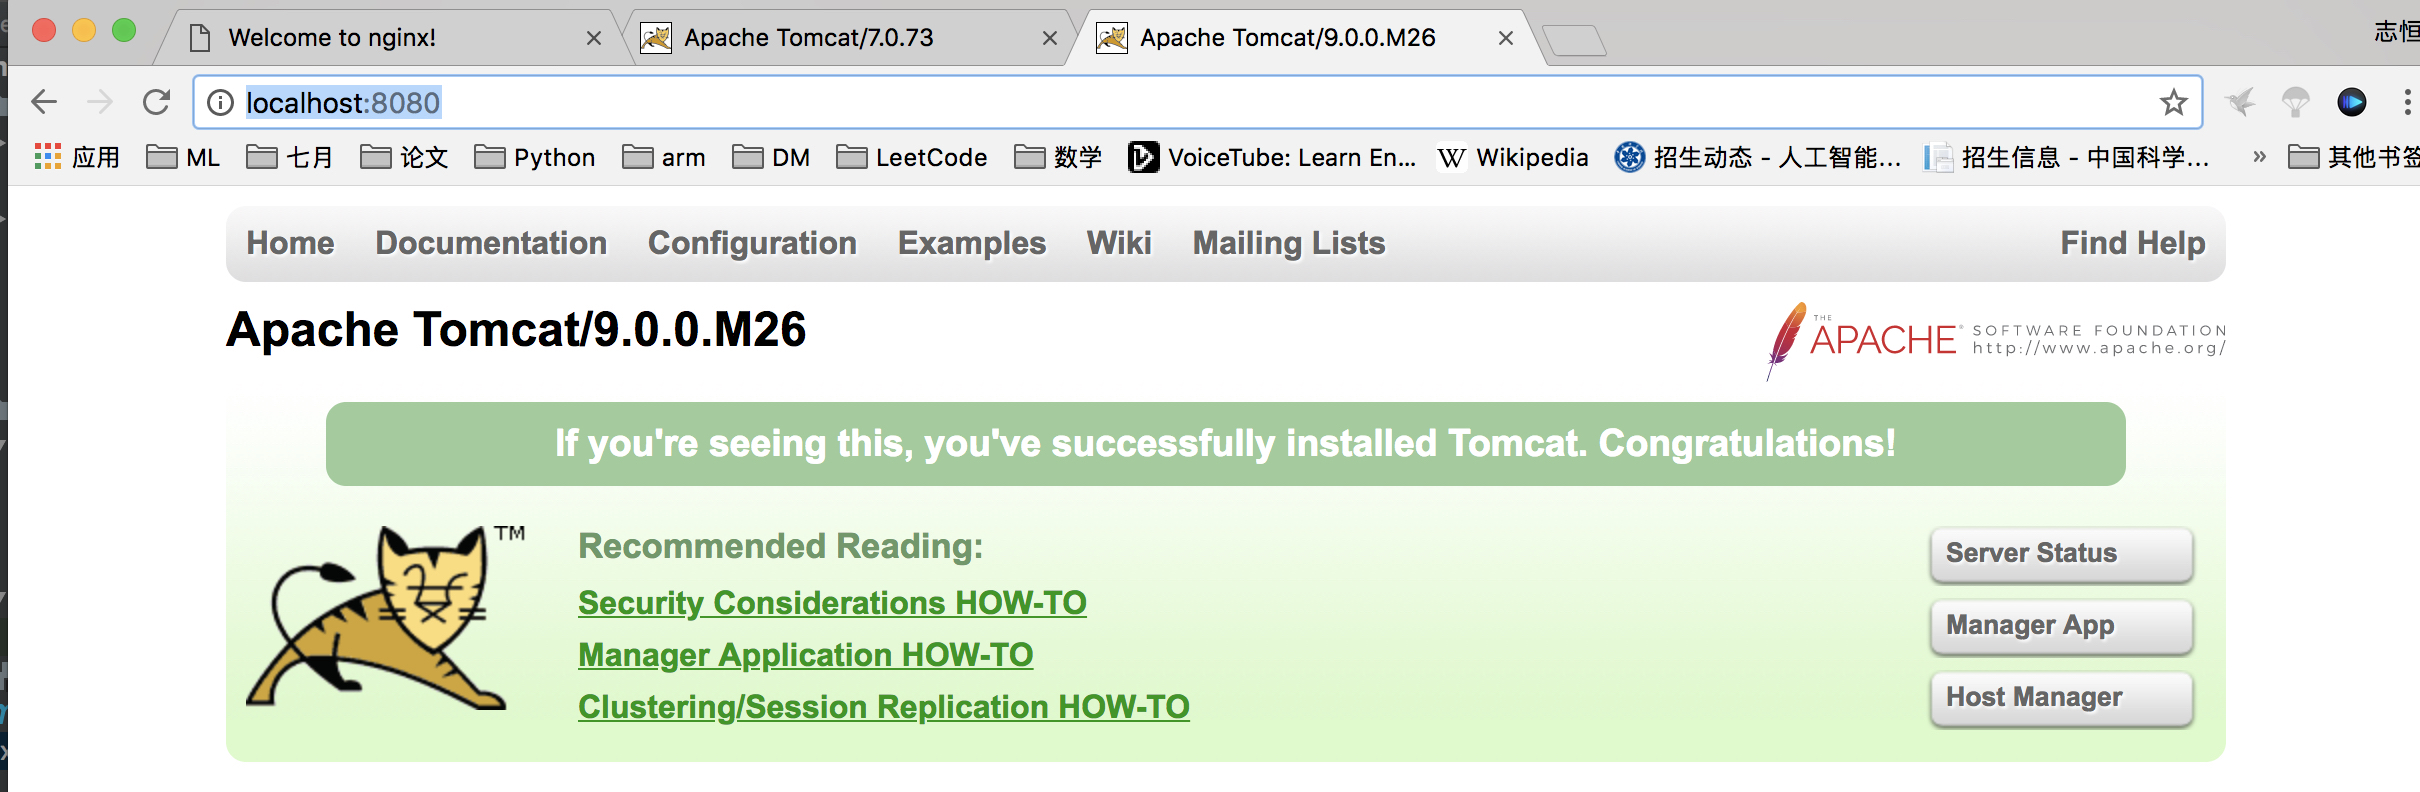 Welcome to nginx!
Apache Tomcat/7.0.73
Apache Tomcat/9.0.0.M26
志恒
localhost:8080
应用 ML 七月 论文 Python arm DM LeetCode 数学 VoiceTube: Learn En... Wikipedia 招生动态 - 人工智能... 招生信息 - 中国科学... » 其他书签
Home Documentation Configuration Examples Wiki Mailing Lists Find Help
Apache Tomcat/9.0.0.M26
THE APACHE® SOFTWARE FOUNDATION
http://www.apache.org/
If you're seeing this, you've successfully installed Tomcat. Congratulations!
TM
Recommended Reading:
Security Considerations HOW-TO
Manager Application HOW-TO
Clustering/Session Replication HOW-TO
Server Status
Manager App
Host Manager